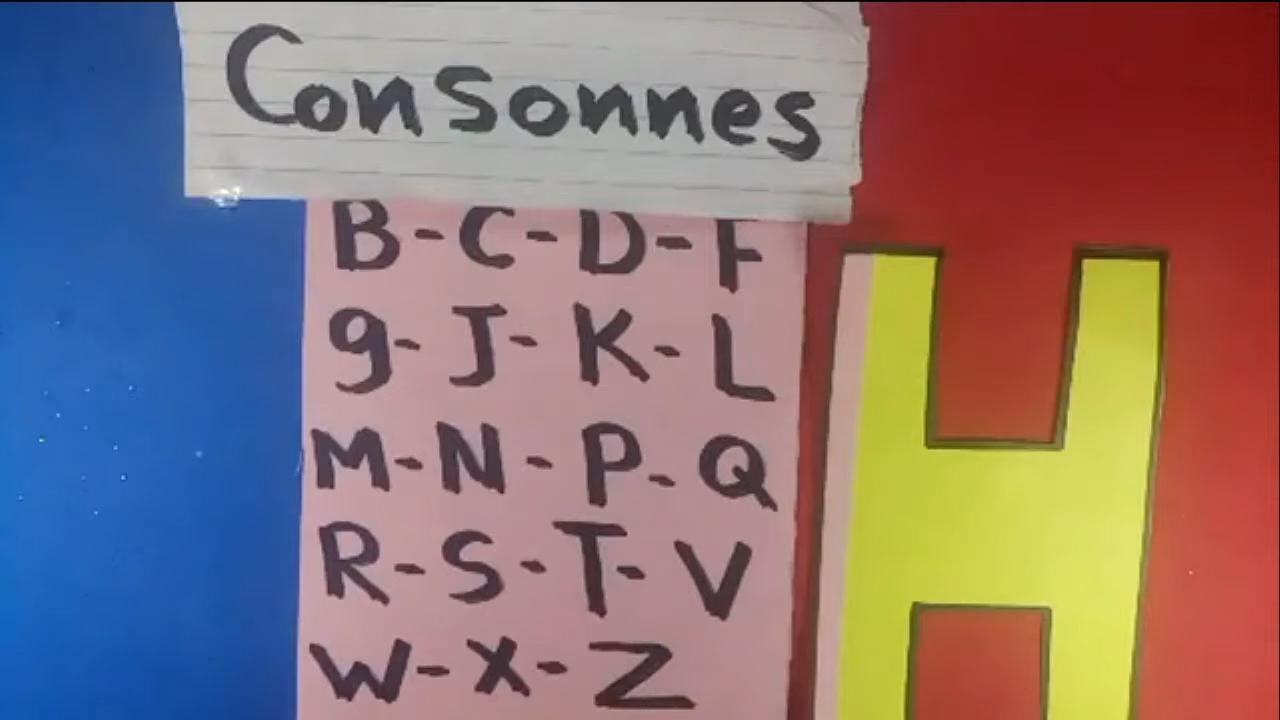 Consonnes
B-C-D-F
g-J-K-L
M-N-P-Q
R-S-T-V
W-X-Z
H